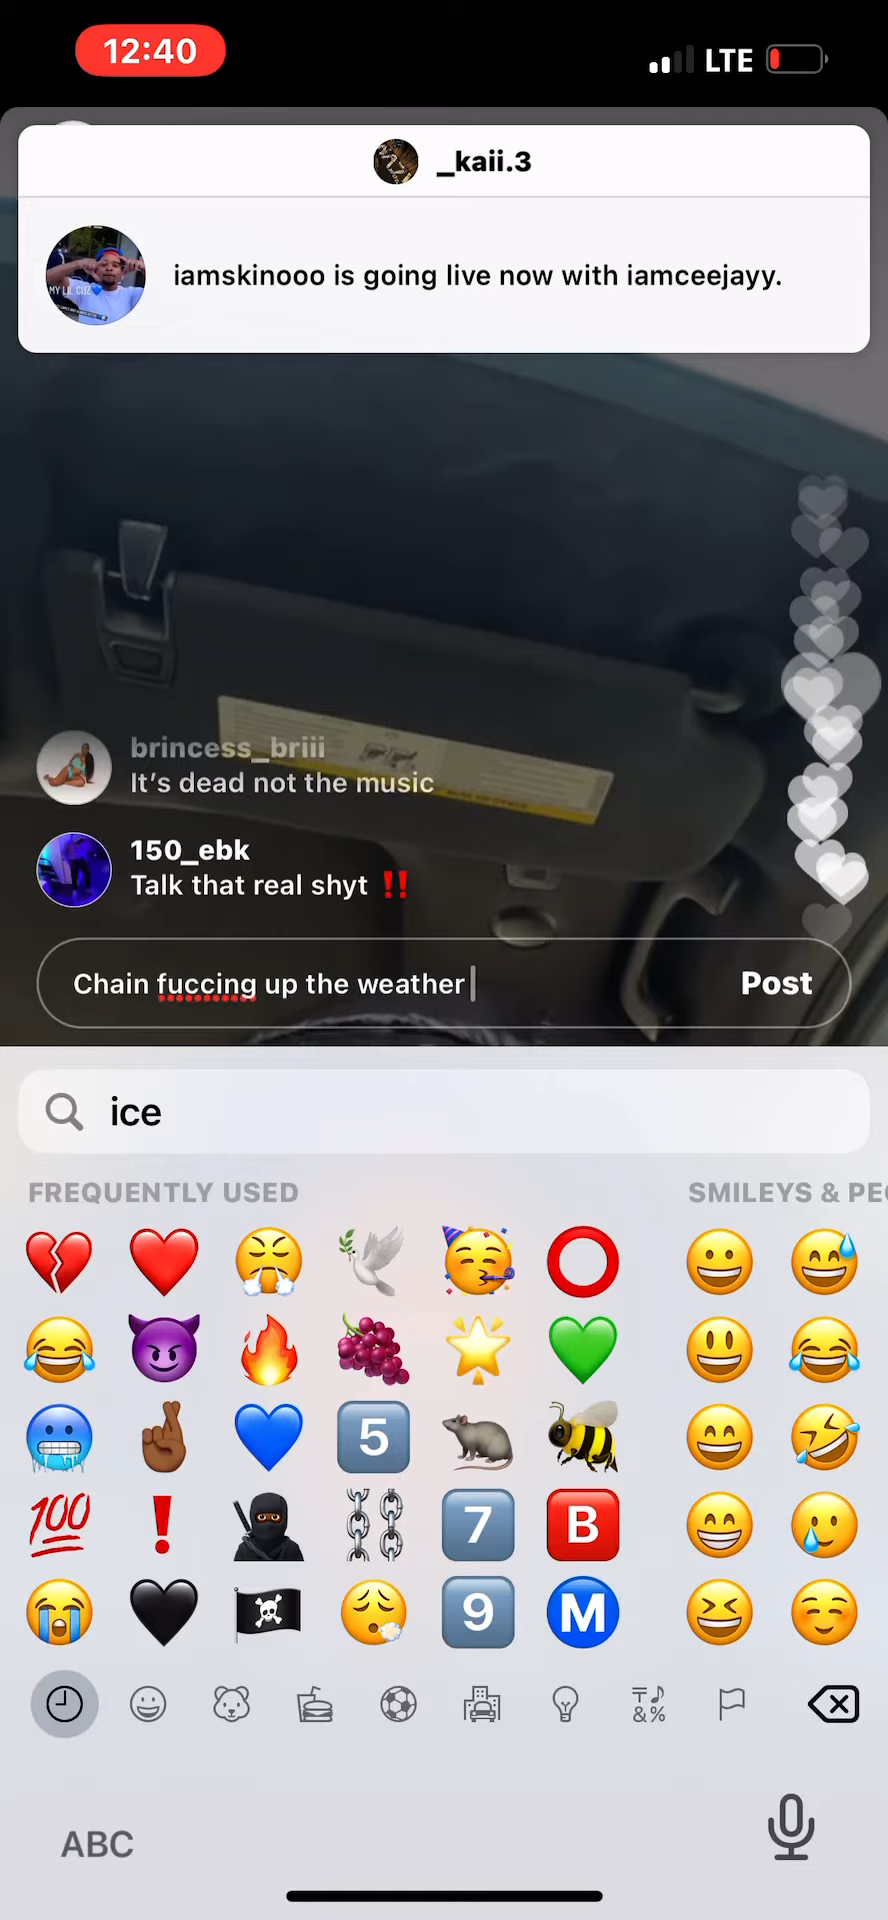 12:40
LTE
_kaii.3
MY LIL CUZ
iamskinooo is going live now with iamceejayy.
brincess_briii
It’s dead not the music
150_ebk
Talk that real shyt ‼️
Chain fuccing up the weather
Post
ice
FREQUENTLY USED
SMILEYS & PE
5
100
7
B
9
M
&%
ABC